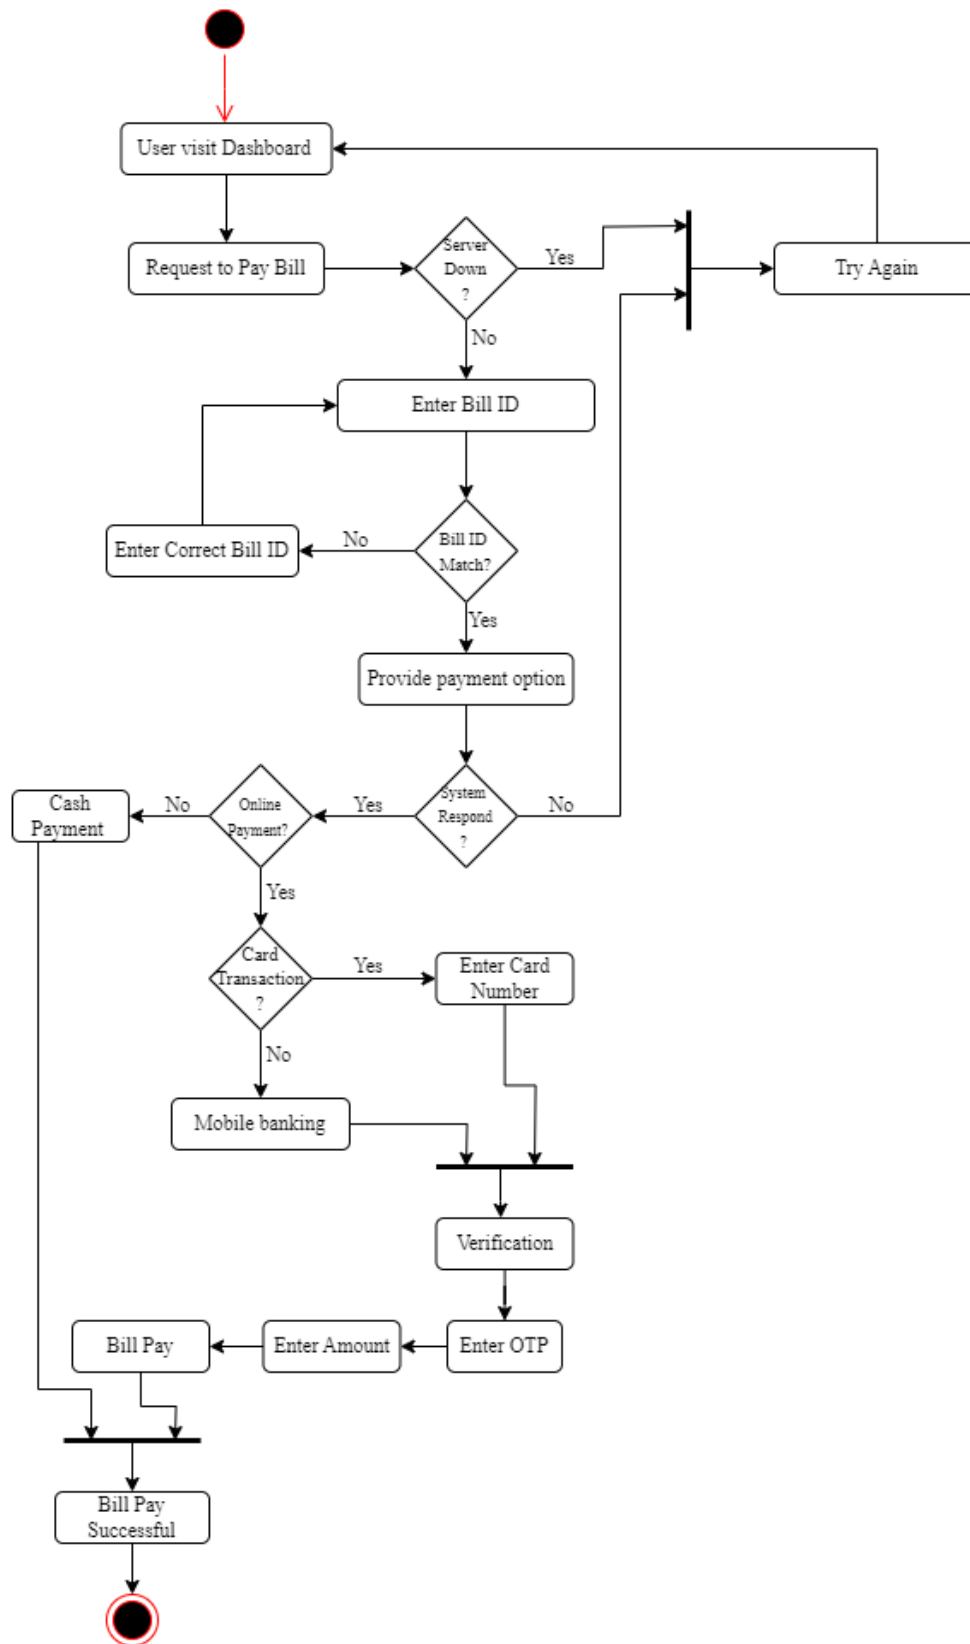 User visit Dashboard
Request to Pay Bill
Server
Down
?
Yes
Try Again
No
Enter Bill ID
Enter Correct Bill ID
No
Bill ID
Match?
Yes
Provide payment option
Cash
Payment
No
Online
Payment?
Yes
System
Respond
?
No
Yes
Card
Transaction
?
Yes
Enter Card
Number
No
Mobile banking
Verification
Bill Pay
Enter Amount
Enter OTP
Bill Pay
Successful